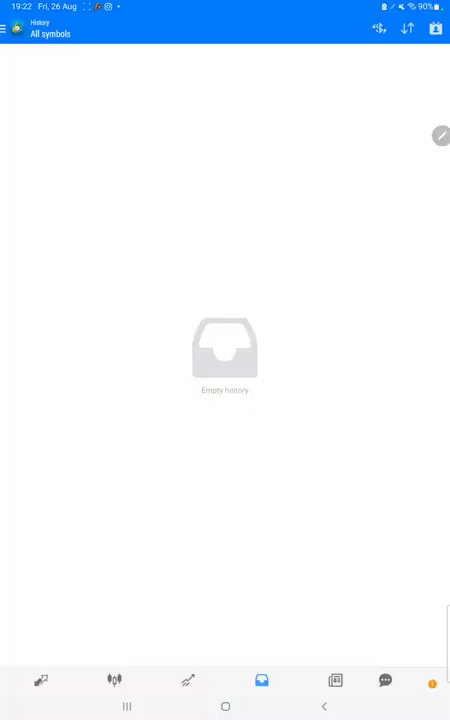 19:22 Fri, 26 Aug
90%
History
All symbols
Empty history